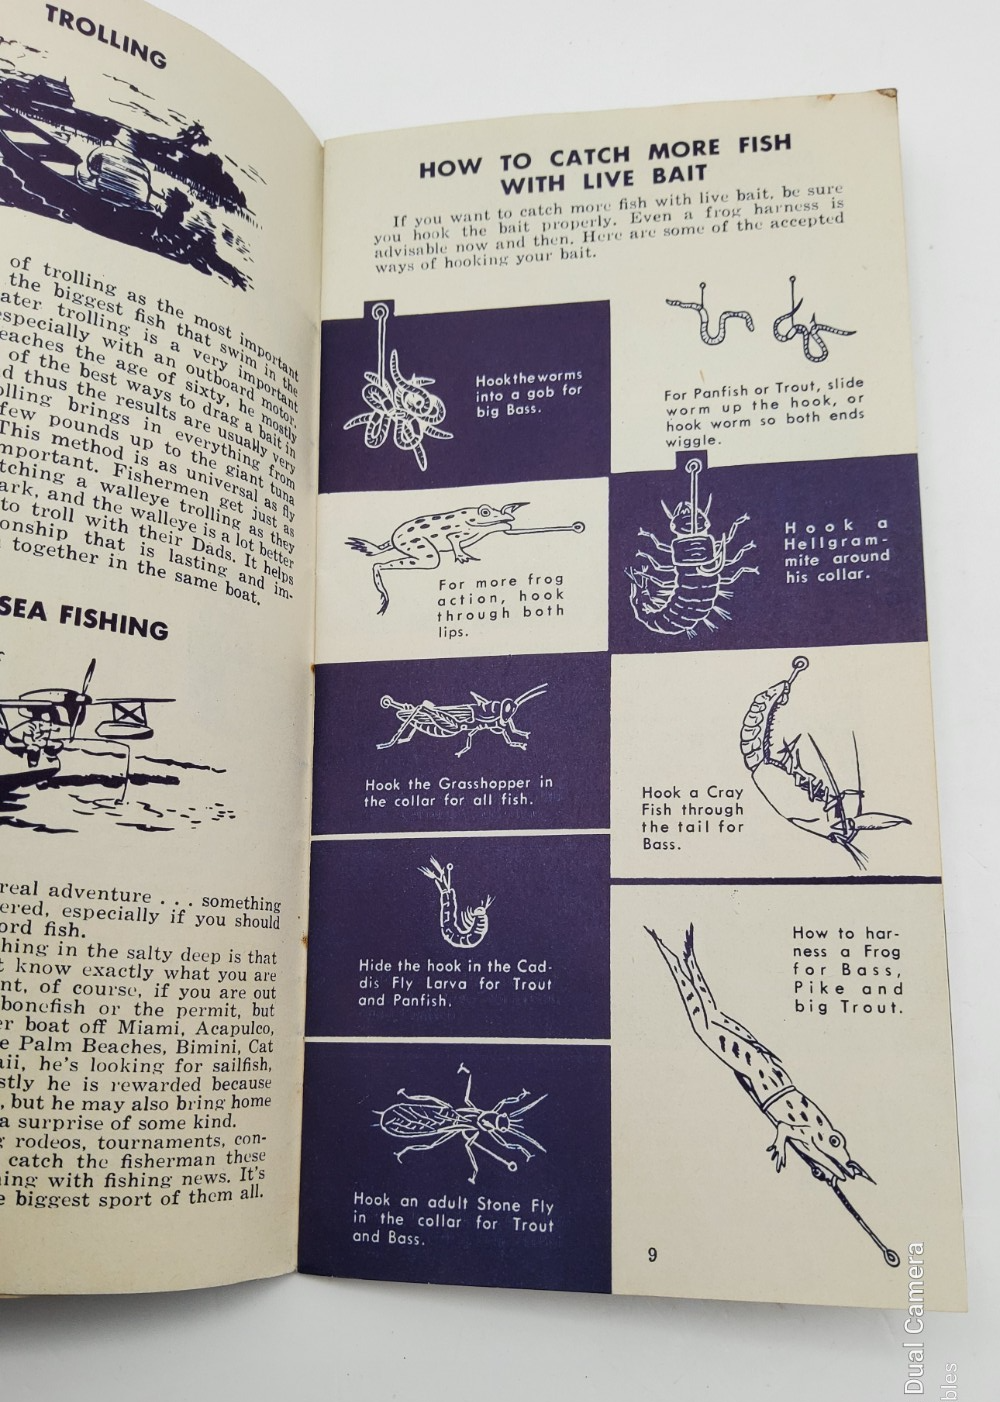 TROLLING
of trolling as the most important
the biggest fish that swim in the
ater trolling is a very important
especially with an outboard motor.
eaches the age of sixty, he mostly
of the best ways to drag a bait in
d thus the results are usually very
olling brings in everything from
few pounds up to the giant tuna
This method is as universal as fly
mportant. Fishermen get just as
tching a walleye trolling as they
ark, and the walleye is a lot better
to troll with their Dads. It helps
onship that is lasting and im-
together in the same boat.
SEA FISHING
real adventure . . . something
ered, especially if you should
ord fish.
hing in the salty deep is that
t know exactly what you are
nt, of course, if you are out
bonefish or the permit, but
er boat off Miami, Acapulco,
e Palm Beaches, Bimini, Cat
aii, he's looking for sailfish,
stly he is rewarded because
, but he may also bring home
a surprise of some kind.
g rodeos, tournaments, con-
catch the fisherman these
ning with fishing news. It's
e biggest sport of them all.
HOW TO CATCH MORE FISH
WITH LIVE BAIT
If you want to catch more fish with live bait, be sure
you hook the bait properly. Even a frog harness is
advisable now and then. Here are some of the accepted
ways of hooking your bait.
Hook the worms
into a gob for
big Bass.
For Panfish or Trout, slide
worm up the hook, or
hook worm so both ends
wiggle.
For more frog
action, hook
through both
lips.
Hook a
Hellgram-
mite around
his collar.
Hook the Grasshopper in
the collar for all fish.
Hook a Cray
Fish through
the tail for
Bass.
Hide the hook in the Cad-
dis Fly Larva for Trout
and Panfish.
How to har-
ness a Frog
for Bass,
Pike and
big Trout.
Hook an adult Stone Fly
in the collar for Trout
and Bass.
9
Dual Camera
bles